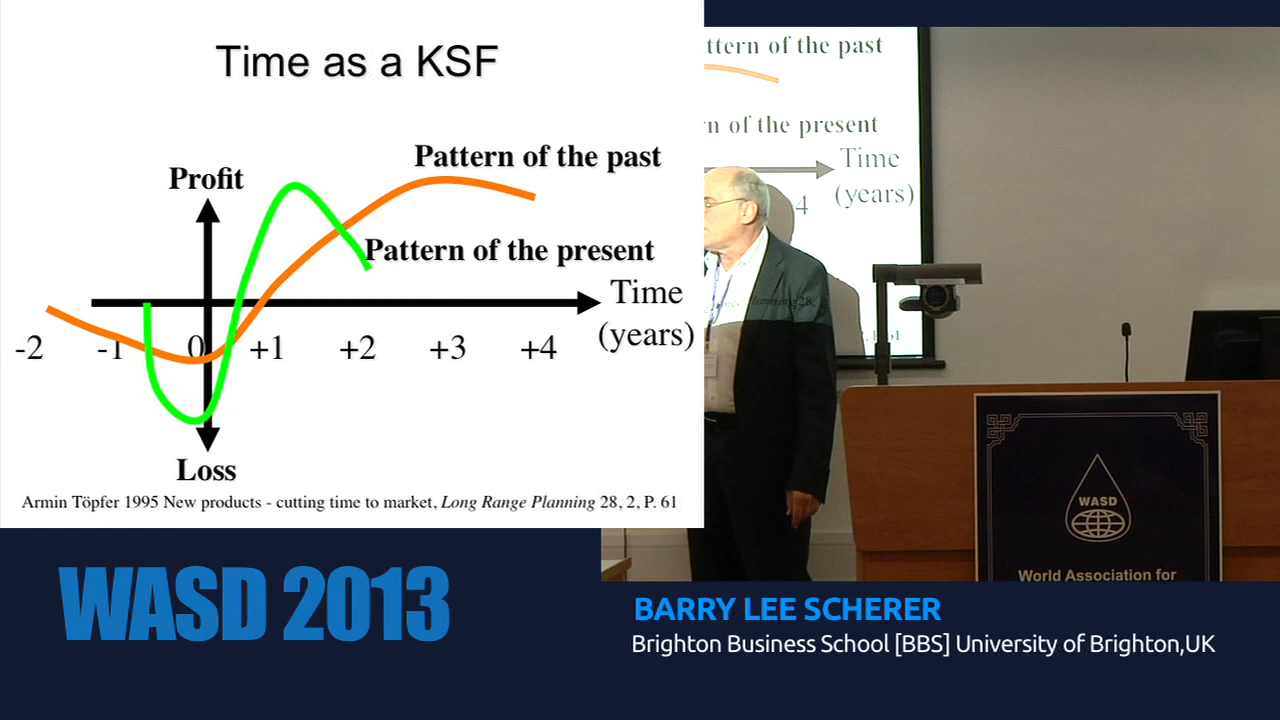 Time as a KSF
Pattern of the past
Profit
Pattern of the present
Time
(years)
-2 -1 0 +1 +2 +3 +4
Loss
Armin Töpfer 1995 New products - cutting time to market, Long Range Planning 28, 2, P. 61
ttern of the past
n of the present
Time
(years)
4
Planning 28,
WASD
World Association for
WASD 2013
BARRY LEE SCHERER
Brighton Business School [BBS] University of Brighton,UK